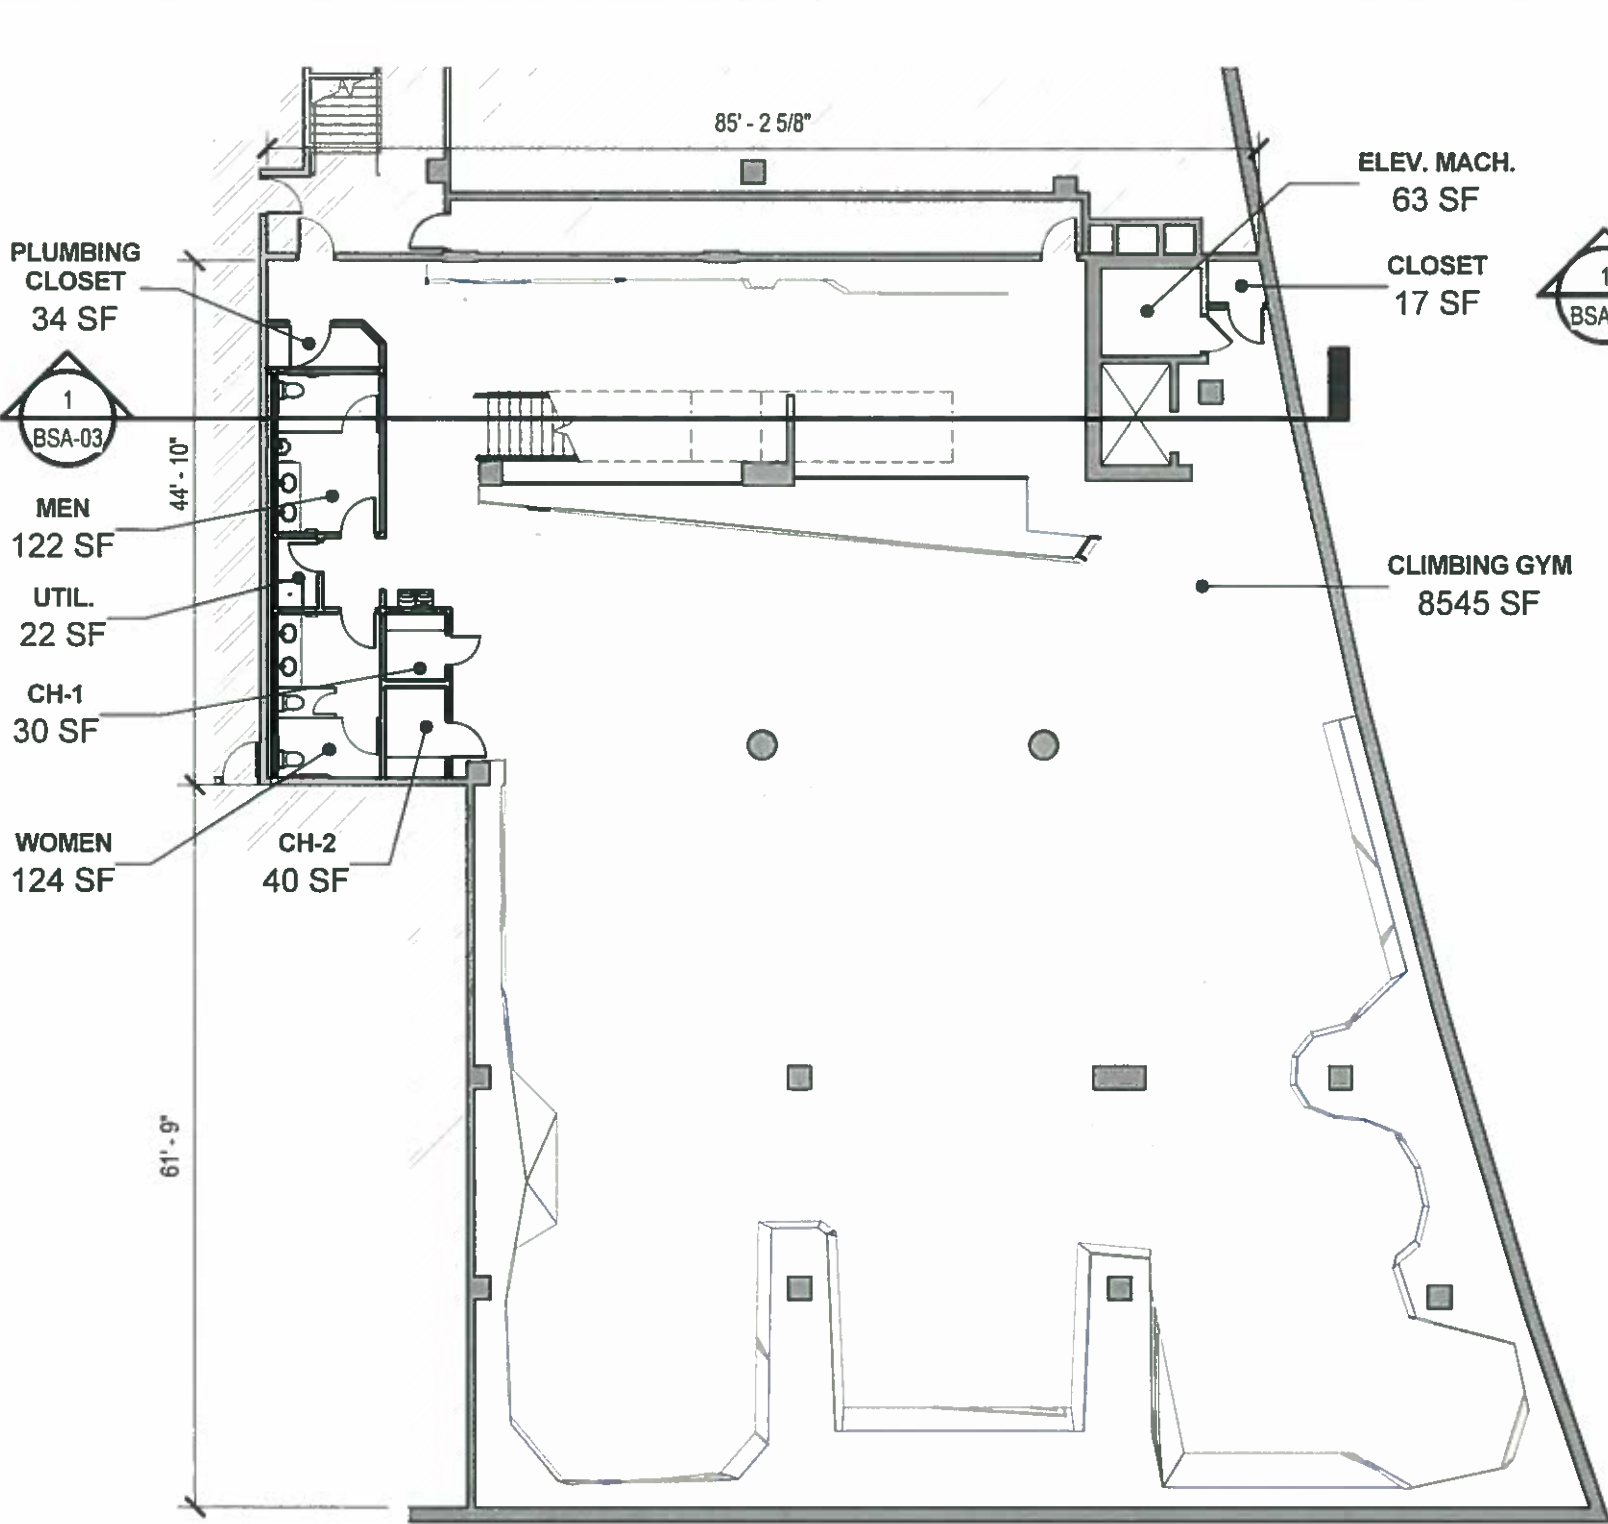 85' - 2 5/8"
ELEV. MACH.
63 SF
PLUMBING
CLOSET
34 SF
CLOSET
17 SF
1
BSA-03
1
BSA
44' - 10"
MEN
122 SF
UTIL.
22 SF
CLIMBING GYM
8545 SF
CH-1
30 SF
WOMEN
124 SF
CH-2
40 SF
61' - 9"